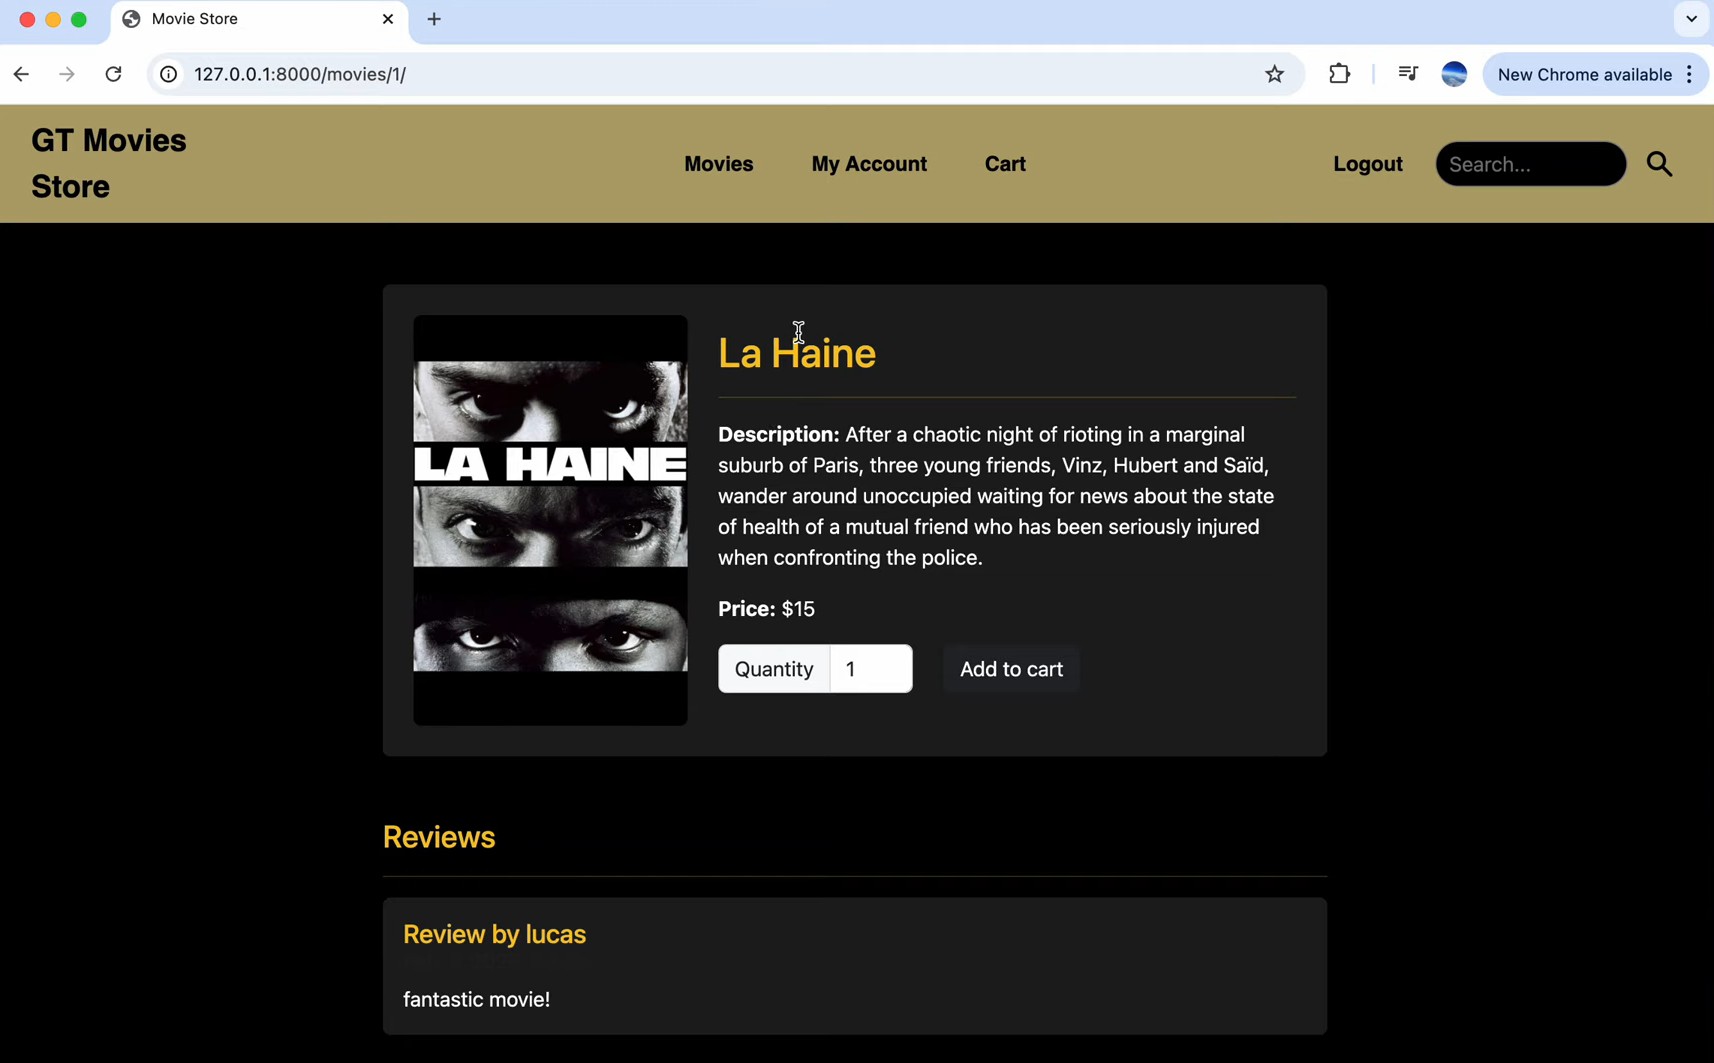 Movie Store
127.0.0.1:8000/movies/1/
New Chrome available
GT Movies
Store
Movies
My Account
Cart
Logout
Search...
LA HAINE
La Haine
Description: After a chaotic night of rioting in a marginal
suburb of Paris, three young friends, Vinz, Hubert and Saïd,
wander around unoccupied waiting for news about the state
of health of a mutual friend who has been seriously injured
when confronting the police.
Price: $15
Quantity 1
Add to cart
Reviews
Review by lucas
fantastic movie!